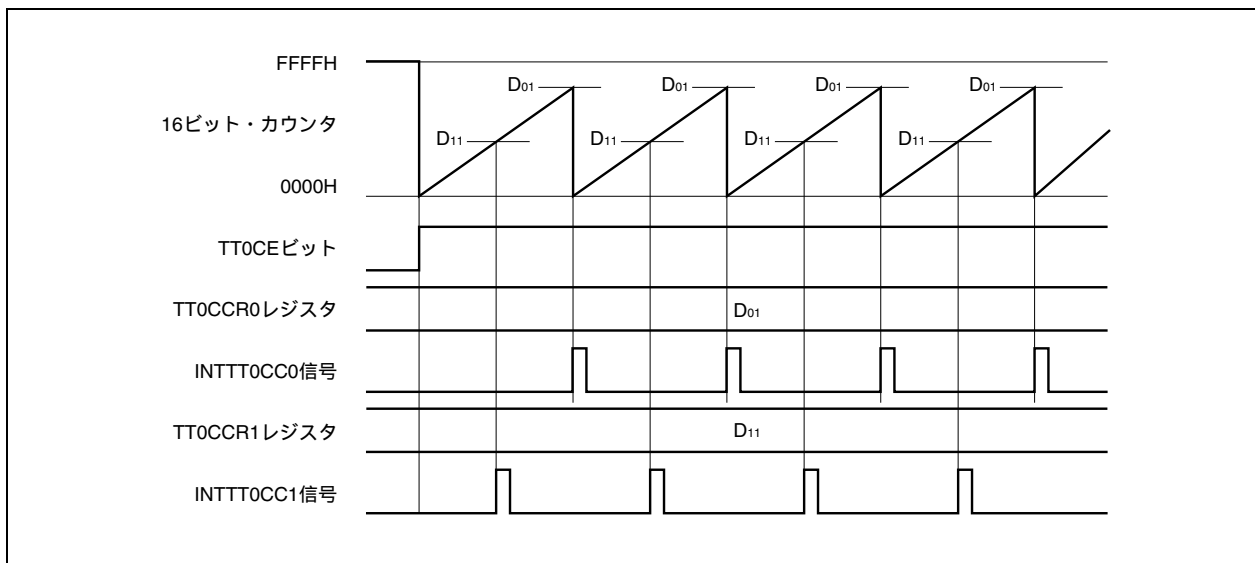 FFFFH
D01 D01 D01 D01
16ビット・カウンタ
D11 D11 D11 D11
0000H
TT0CEビット
TT0CCR0レジスタ
D01
INTTT0CC0信号
TT0CCR1レジスタ
D11
INTTT0CC1信号